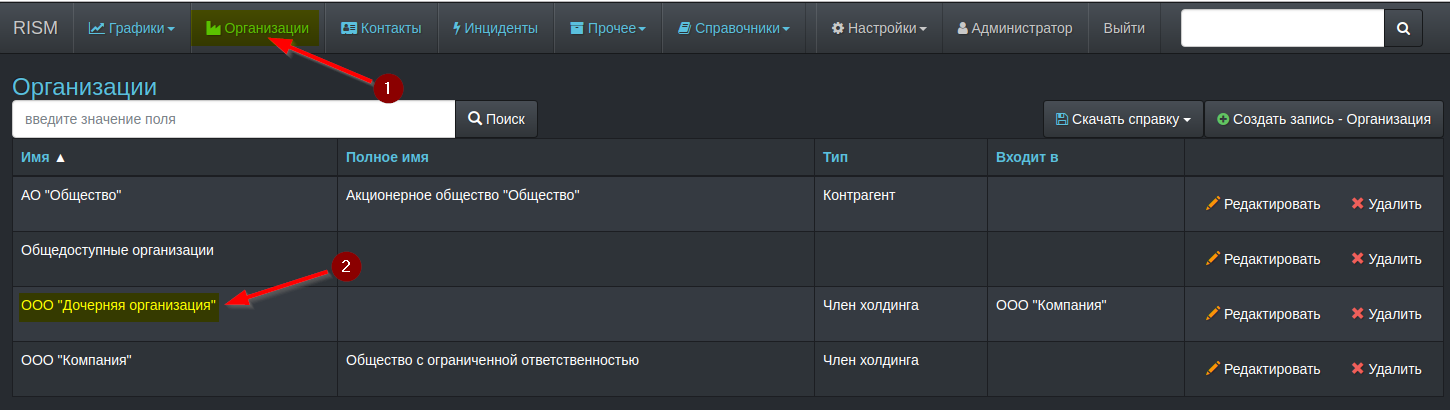 RISM Графики Организации Контакты Инциденты Прочее Справочники Настройки Администратор Выйти
1
Организации
введите значение поля Поиск Скачать справку Создать запись - Организация
Имя ▲ Полное имя Тип Входит в
АО "Общество" Акционерное общество "Общество" Контрагент Редактировать Удалить
Общедоступные организации Редактировать Удалить
2
ООО "Дочерняя организация" Член холдинга ООО "Компания" Редактировать Удалить
ООО "Компания" Общество с ограниченной ответственностью Член холдинга Редактировать Удалить